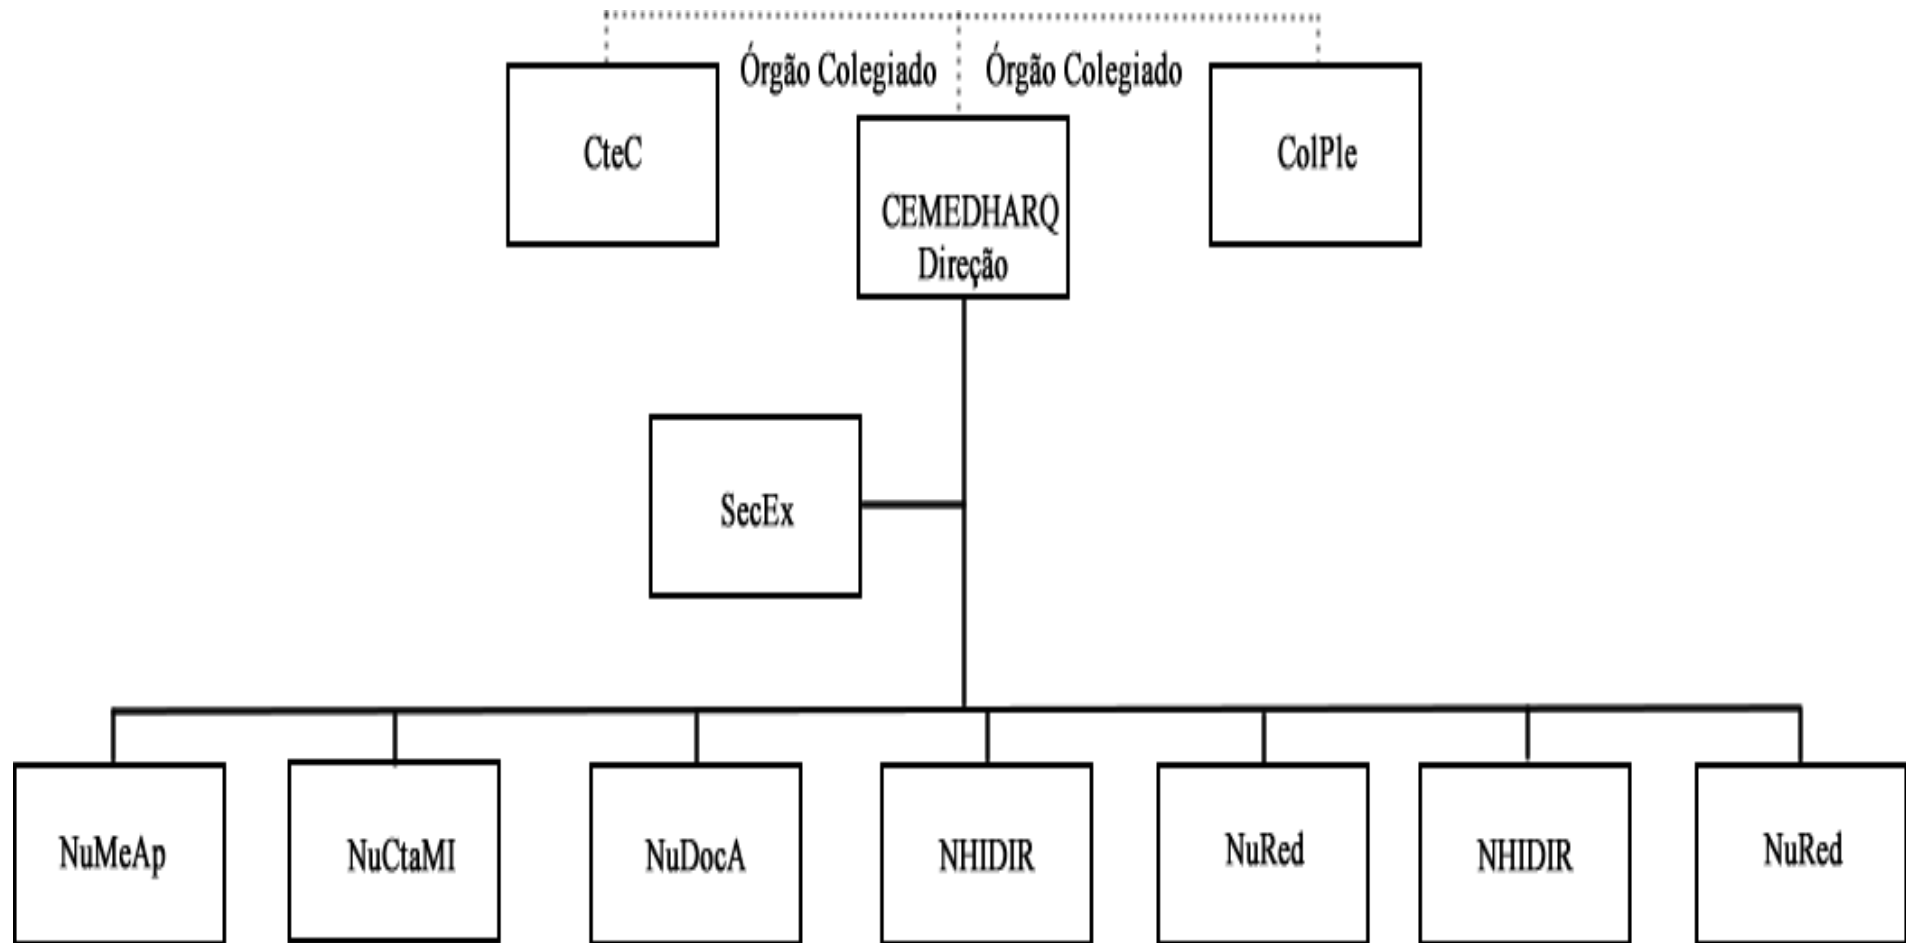 Órgão Colegiado
Órgão Colegiado
CteC
ColPle
CEMEDHARQ
Direção
SecEx
NuMeAp
NuCtaMI
NuDocA
NHIDIR
NuRed
NHIDIR
NuRed